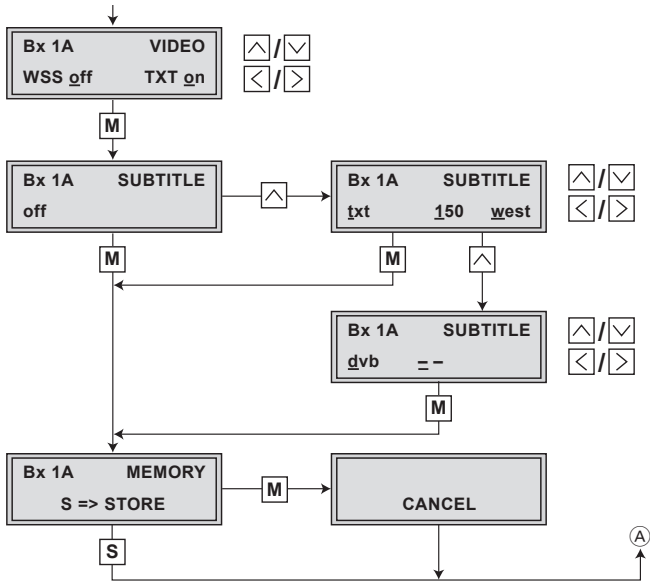 Bx 1A VIDEO
WSS off TXT on
/
/
M
Bx 1A SUBTITLE
off
Bx 1A SUBTITLE
txt 150 west
/
/
M
M
Bx 1A SUBTITLE
dvb – –
/
/
M
Bx 1A MEMORY
S => STORE
M
CANCEL
S
A